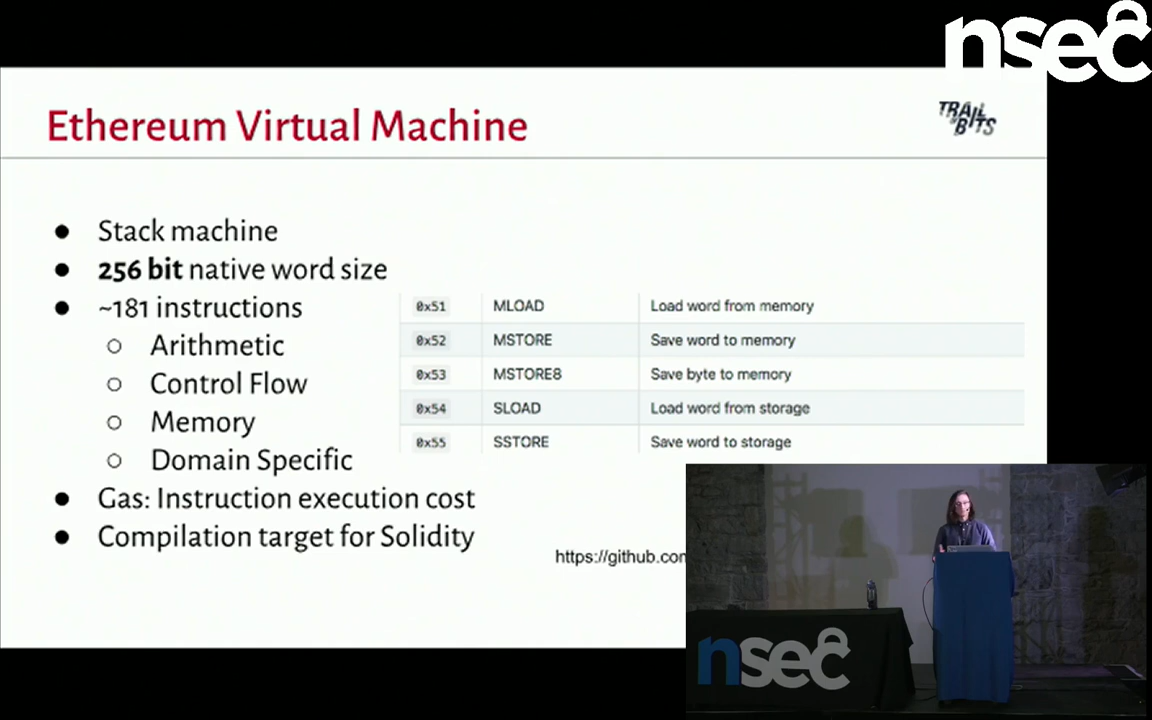 nsec
Ethereum Virtual Machine
TRAIL
OF
BITS
● Stack machine
● 256 bit native word size
● ~181 instructions
○ Arithmetic
○ Control Flow
○ Memory
○ Domain Specific
● Gas: Instruction execution cost
● Compilation target for Solidity
0x51 MLOAD Load word from memory
0x52 MSTORE Save word to memory
0x53 MSTORE8 Save byte to memory
0x54 SLOAD Load word from storage
0x55 SSTORE Save word to storage
https://github.com
nsec